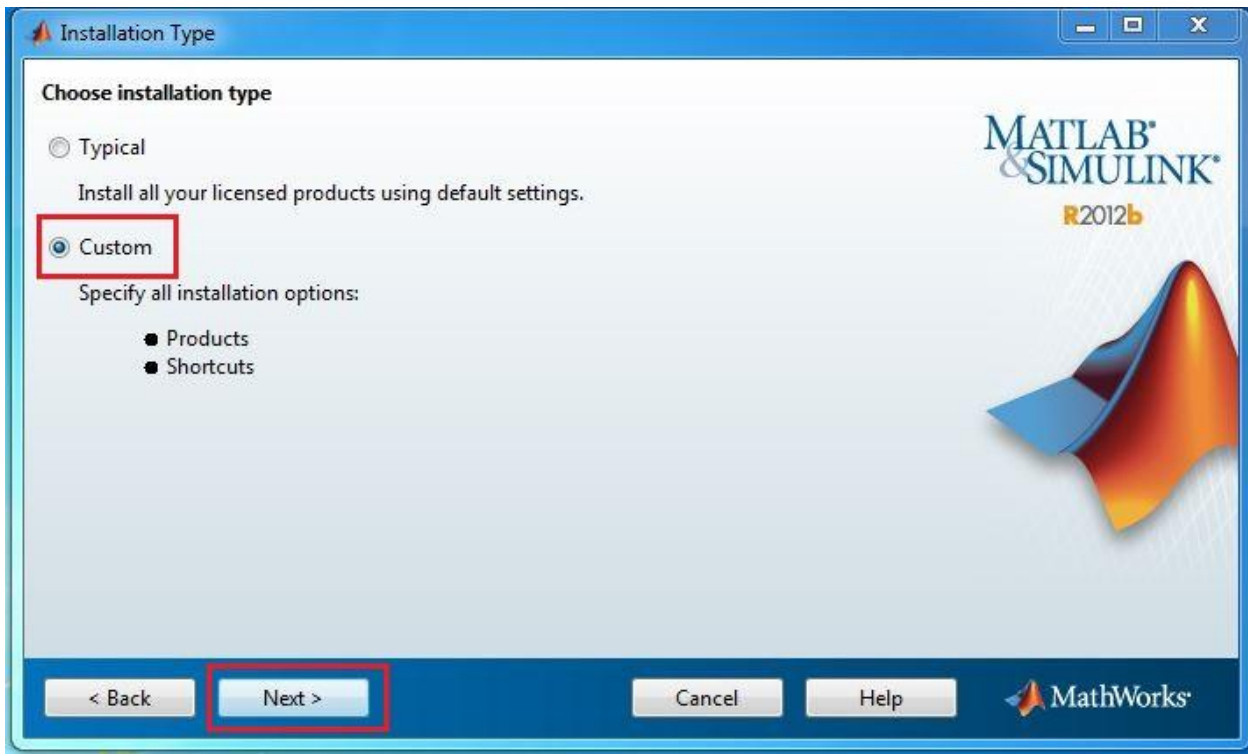 Installation Type
Choose installation type
Typical
Install all your licensed products using default settings.
Custom
Specify all installation options:
Products
Shortcuts
MATLAB®
&SIMULINK®
R2012b
< Back
Next >
Cancel
Help
MathWorks®